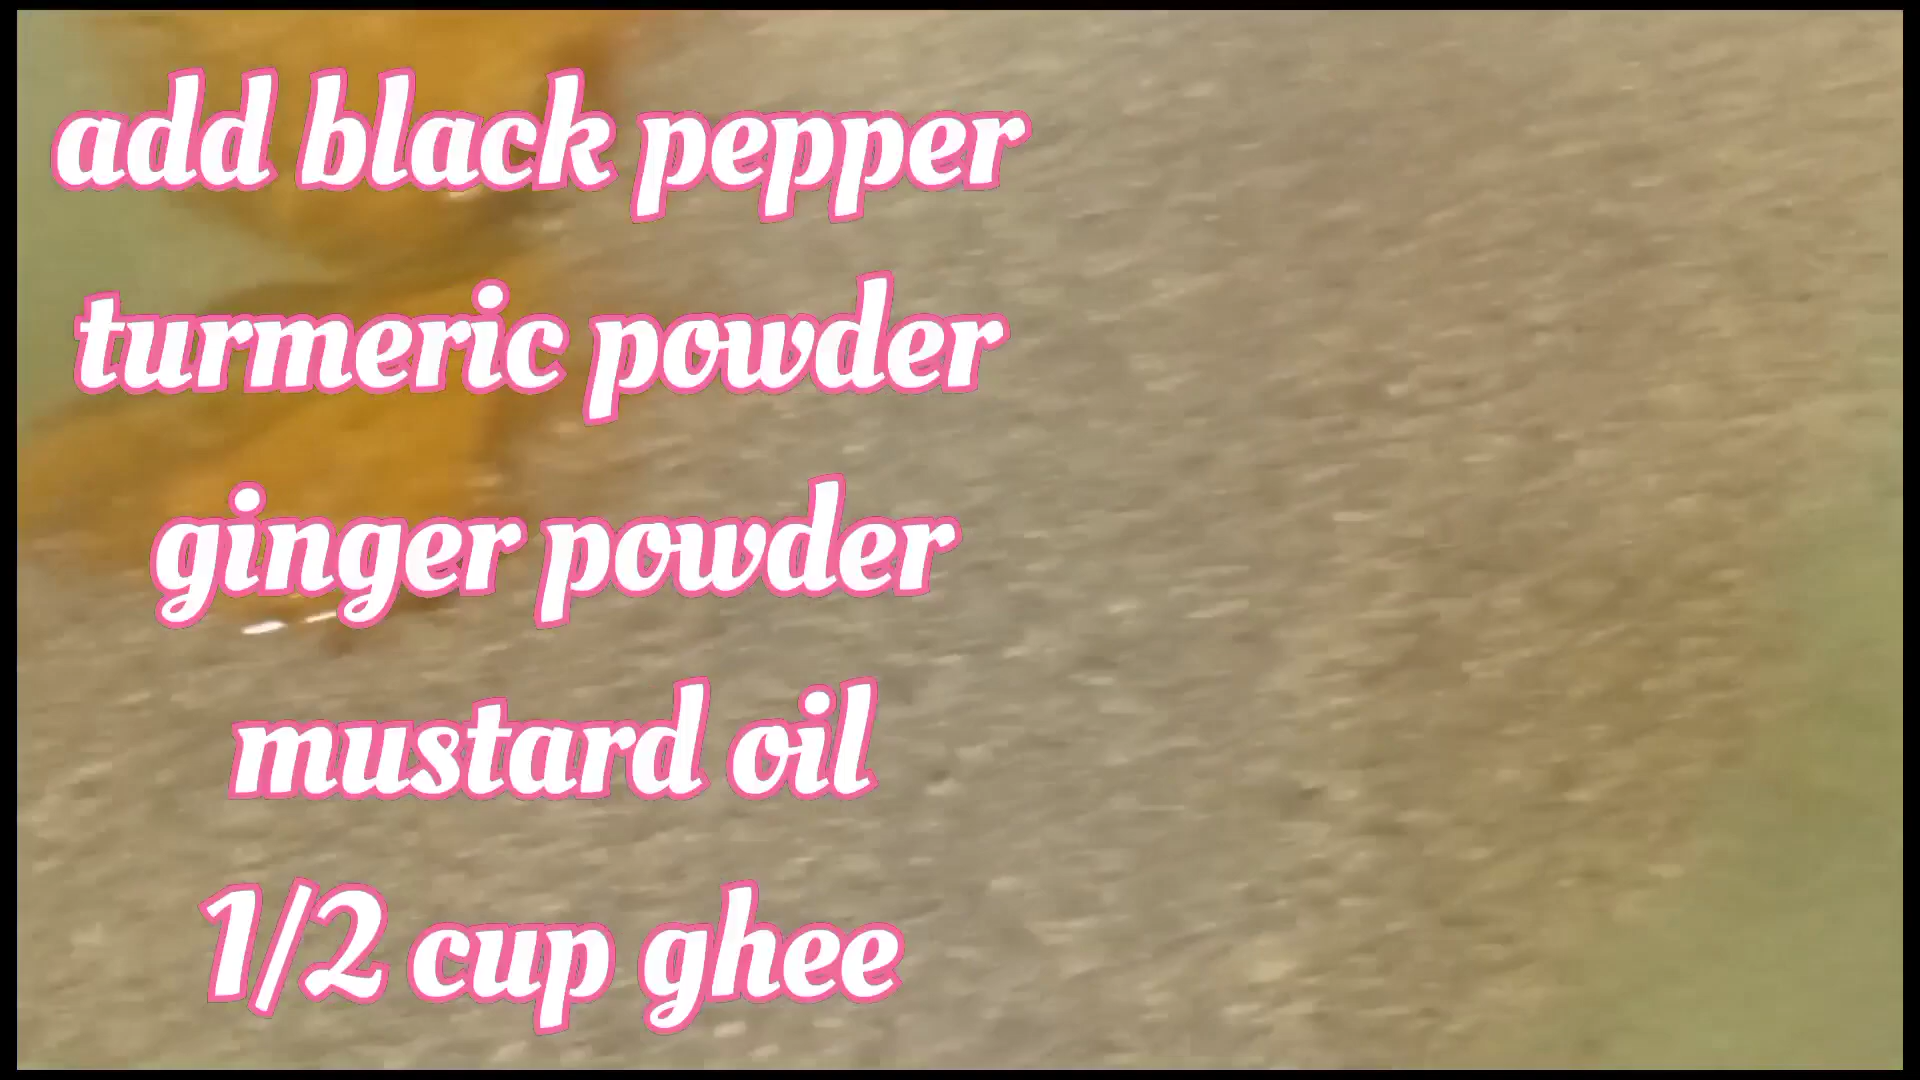 add black pepper
turmeric powder
ginger powder
mustard oil
1/2 cup ghee